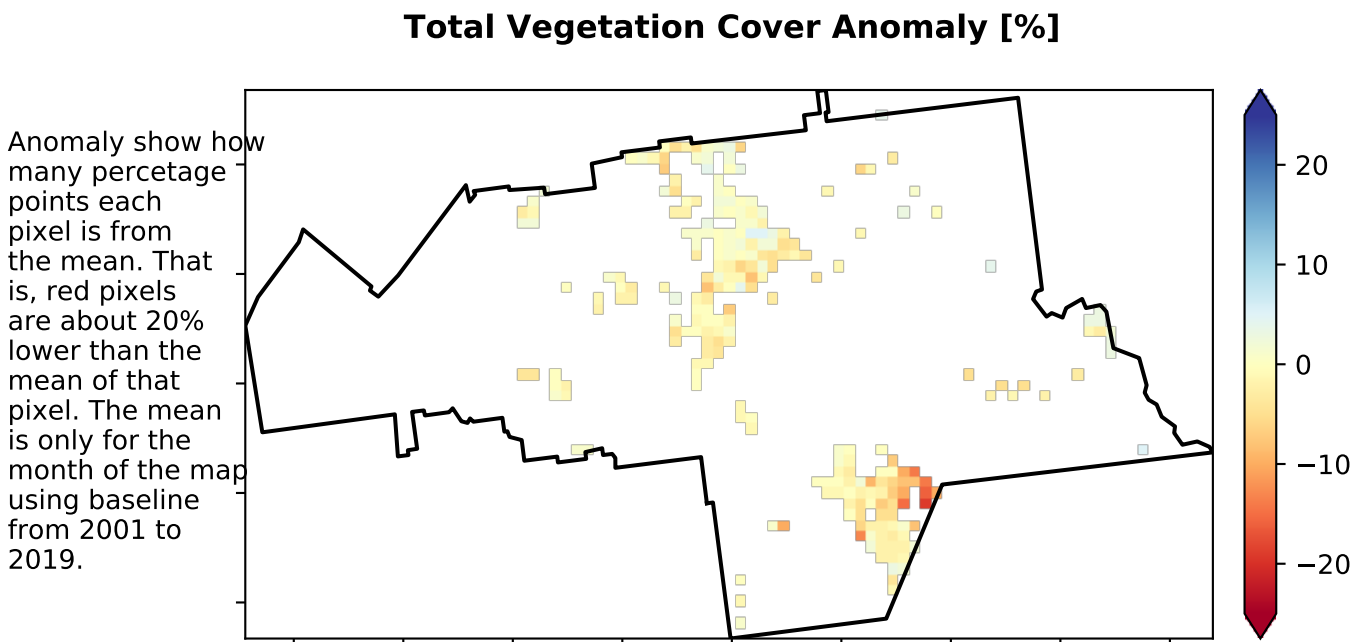 Total Vegetation Cover Anomaly [%]
Anomaly show how
many percetage
points each
pixel is from
the mean. That
is, red pixels
are about 20%
lower than the
mean of that
pixel. The mean
is only for the
month of the map
using baseline
from 2001 to
2019.
20
10
0
−10
−20